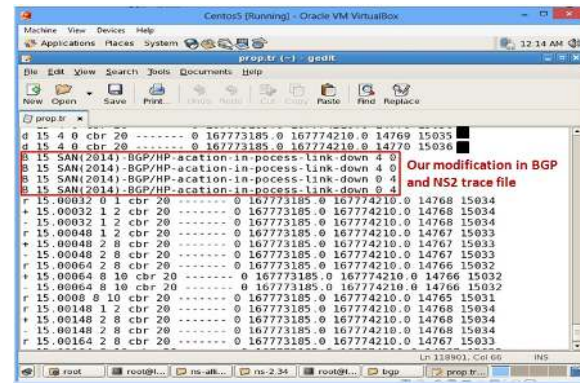 CentOS5 [Running] - Oracle VM VirtualBox
Machine View Devices Help
Applications Places System 12:14 AM
prop.tr (~) - gedit
File Edit View Search Tools Documents Help
New Open Save Print... Undo Redo Cut Copy Paste Find Replace
prop.tr
d 15 4 0 cbr 20 ------- 0 167773185.0 167774210.0 14769 15035
d 15 4 0 cbr 20 ------- 0 167773185.0 167774210.0 14770 15036
B 15 SAN(2014)-BGP/HP-acation-in-pocess-link-down 4 0
B 15 SAN(2014)-BGP/HP-acation-in-pocess-link-down 4 0
B 15 SAN(2014)-BGP/HP-acation-in-pocess-link-down 0 4
B 15 SAN(2014)-BGP/HP-acation-in-pocess-link-down 0 4
Our modification in BGP
and NS2 trace file
r 15.00032 0 1 cbr 20 ------- 0 167773185.0 167774210.0 14768 15034
+ 15.00032 1 2 cbr 20 ------- 0 167773185.0 167774210.0 14768 15034
- 15.00032 1 2 cbr 20 ------- 0 167773185.0 167774210.0 14768 15034
r 15.00048 1 2 cbr 20 ------- 0 167773185.0 167774210.0 14767 15033
+ 15.00048 2 8 cbr 20 ------- 0 167773185.0 167774210.0 14767 15033
- 15.00048 2 8 cbr 20 ------- 0 167773185.0 167774210.0 14767 15033
r 15.00064 2 8 cbr 20 ------- 0 167773185.0 167774210.0 14766 15032
+ 15.00064 8 10 cbr 20 ------- 0 167773185.0 167774210.0 14766 15032
- 15.00064 8 10 cbr 20 ------- 0 167773185.0 167774210.0 14766 15032
r 15.0008 8 10 cbr 20 ------- 0 167773185.0 167774210.0 14765 15031
r 15.00148 1 2 cbr 20 ------- 0 167773185.0 167774210.0 14768 15034
+ 15.00148 2 8 cbr 20 ------- 0 167773185.0 167774210.0 14768 15034
- 15.00148 2 8 cbr 20 ------- 0 167773185.0 167774210.0 14768 15034
r 15.00164 2 8 cbr 20 ------- 0 167773185.0 167774210.0 14767 15033
Ln 118901, Col 66 INS
root root@l... ns-alli... ns-2.34 root@l... bgp prop.tr...